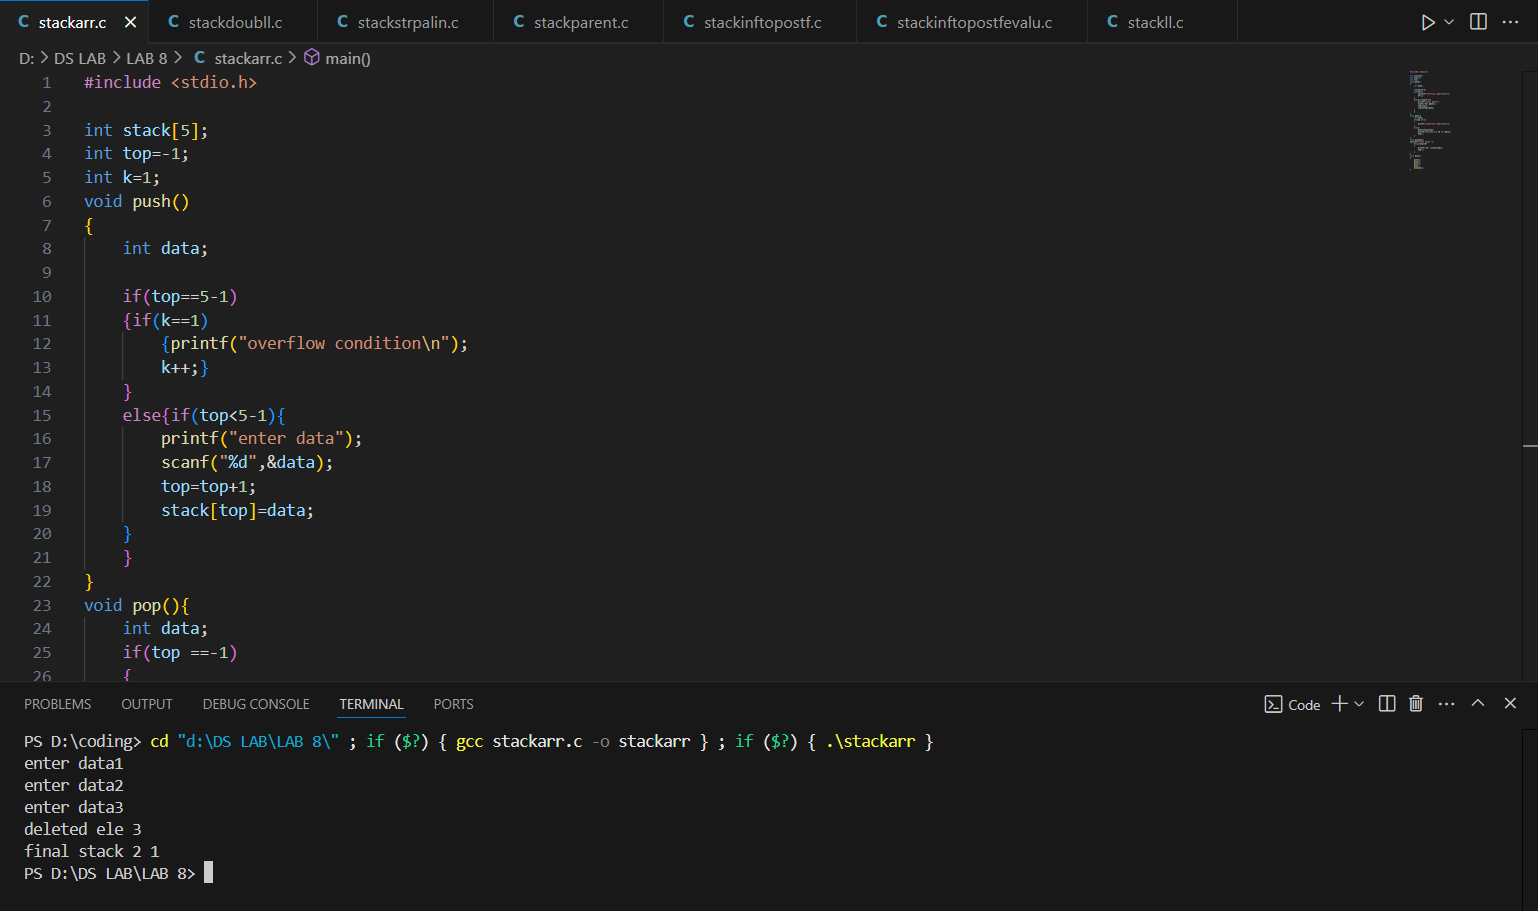 stackarr.c stackdoubll.c stackstrpalin.c stackparent.c stackinftopostf.c stackinftopostfevalu.c stackll.c
D: > DS LAB > LAB 8 > C stackarr.c > main()
1 #include <stdio.h>
2
3 int stack[5];
4 int top=-1;
5 int k=1;
6 void push()
7 {
8     int data;
9
10     if(top==5-1)
11     {if(k==1)
12         {printf("overflow condition\n");
13         k++;}
14     }
15     else{if(top<5-1){
16         printf("enter data");
17         scanf("%d",&data);
18         top=top+1;
19         stack[top]=data;
20     }
21     }
22 }
23 void pop(){
24     int data;
25     if(top ==-1)
26     {
PROBLEMS OUTPUT DEBUG CONSOLE TERMINAL PORTS Code
PS D:\coding> cd "d:\DS LAB\LAB 8\" ; if ($?) { gcc stackarr.c -o stackarr } ; if ($?) { .\stackarr }
enter data1
enter data2
enter data3
deleted ele 3
final stack 2 1
PS D:\DS LAB\LAB 8>